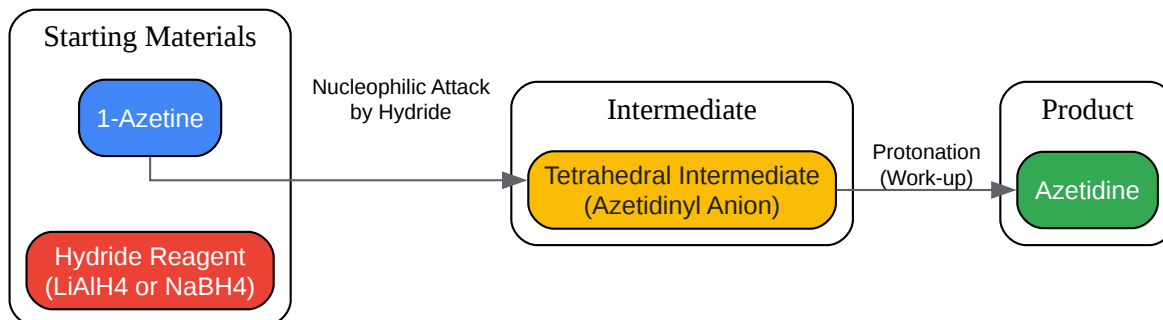 Starting Materials
1-Azetine
Hydride Reagent
(LiAlH4 or NaBH4)
Nucleophilic Attack
by Hydride
Intermediate
Tetrahedral Intermediate
(Azetidinyl Anion)
Protonation
(Work-up)
Product
Azetidine